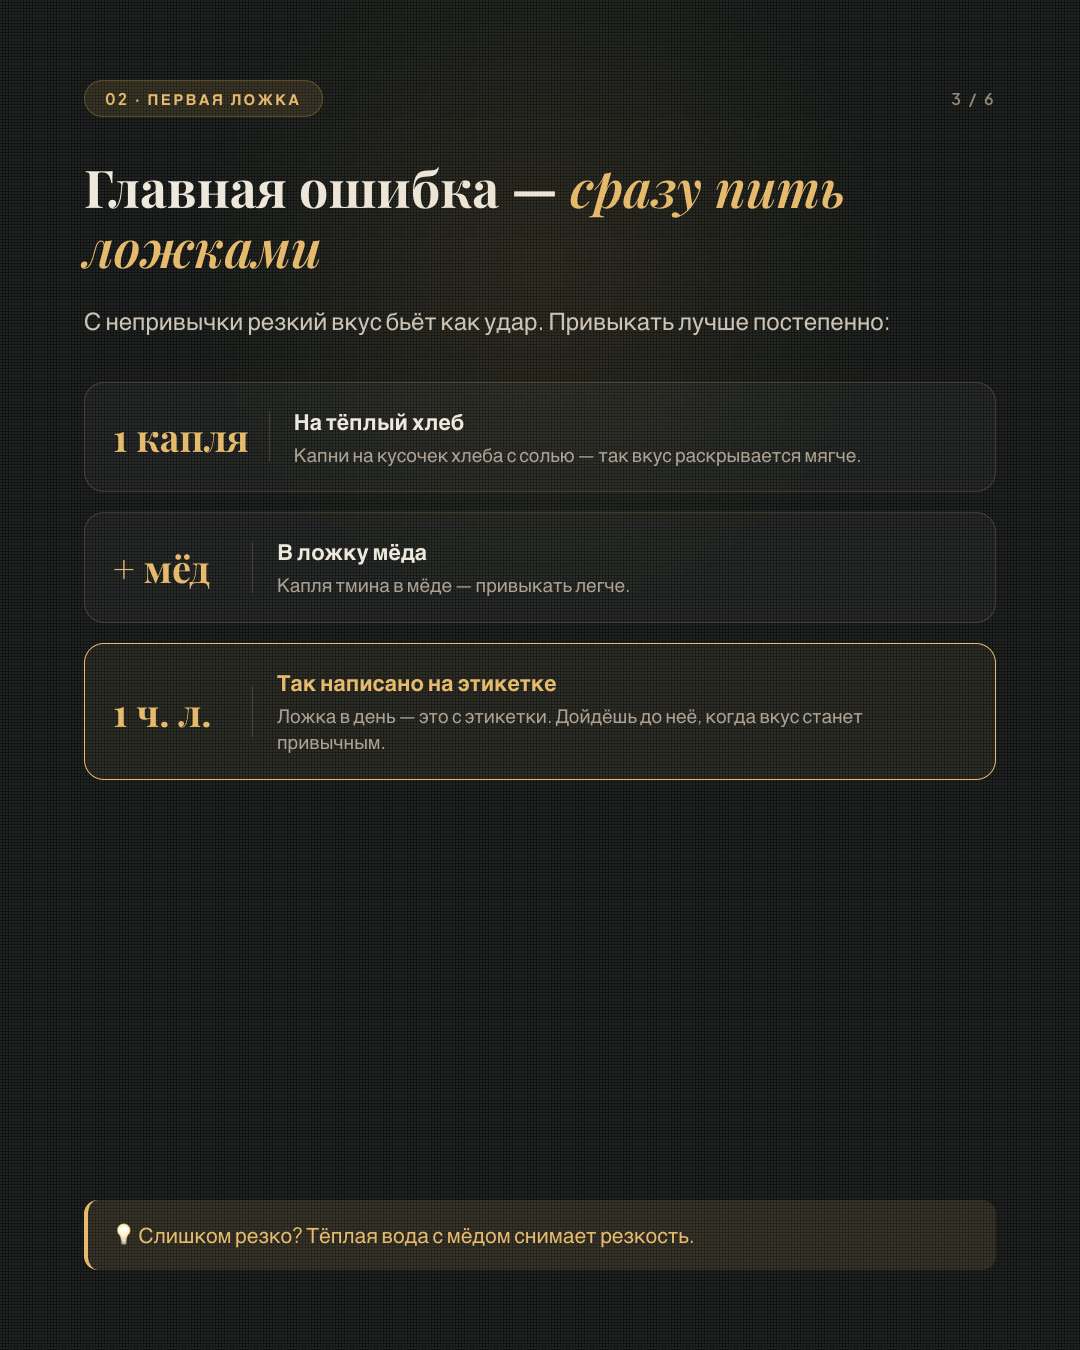 02 · ПЕРВАЯ ЛОЖКА
3 / 6
Главная ошибка — сразу пить
ложками
С непривычки резкий вкус бьёт как удар. Привыкать лучше постепенно:
1 капля
На тёплый хлеб
Капни на кусочек хлеба с солью — так вкус раскрывается мягче.
+ мёд
В ложку мёда
Капля тмина в мёде — привыкать легче.
1 ч. л.
Так написано на этикетке
Ложка в день — это с этикетки. Дойдёшь до неё, когда вкус станет
привычным.
💡 Слишком резко? Тёплая вода с мёдом снимает резкость.